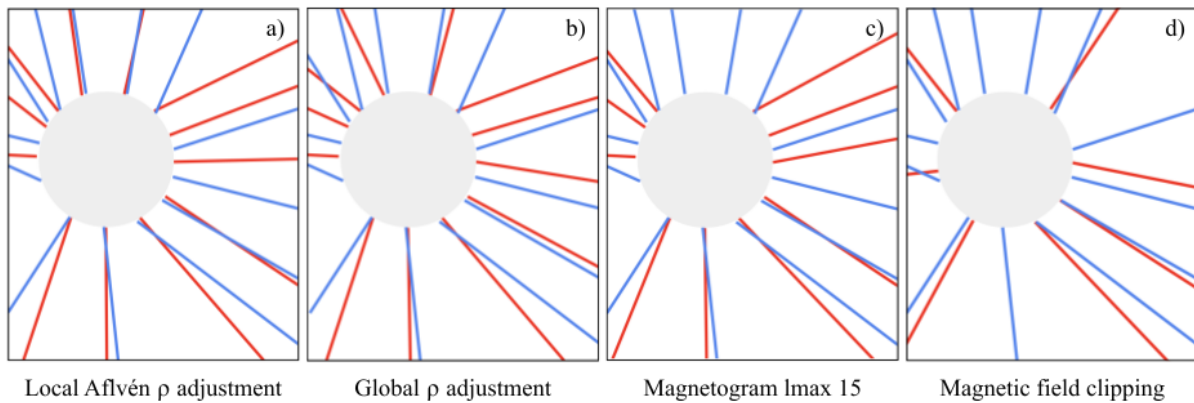 a)
b)
c)
d)
Local Aflvén ρ adjustment
Global ρ adjustment
Magnetogram lmax 15
Magnetic field clipping